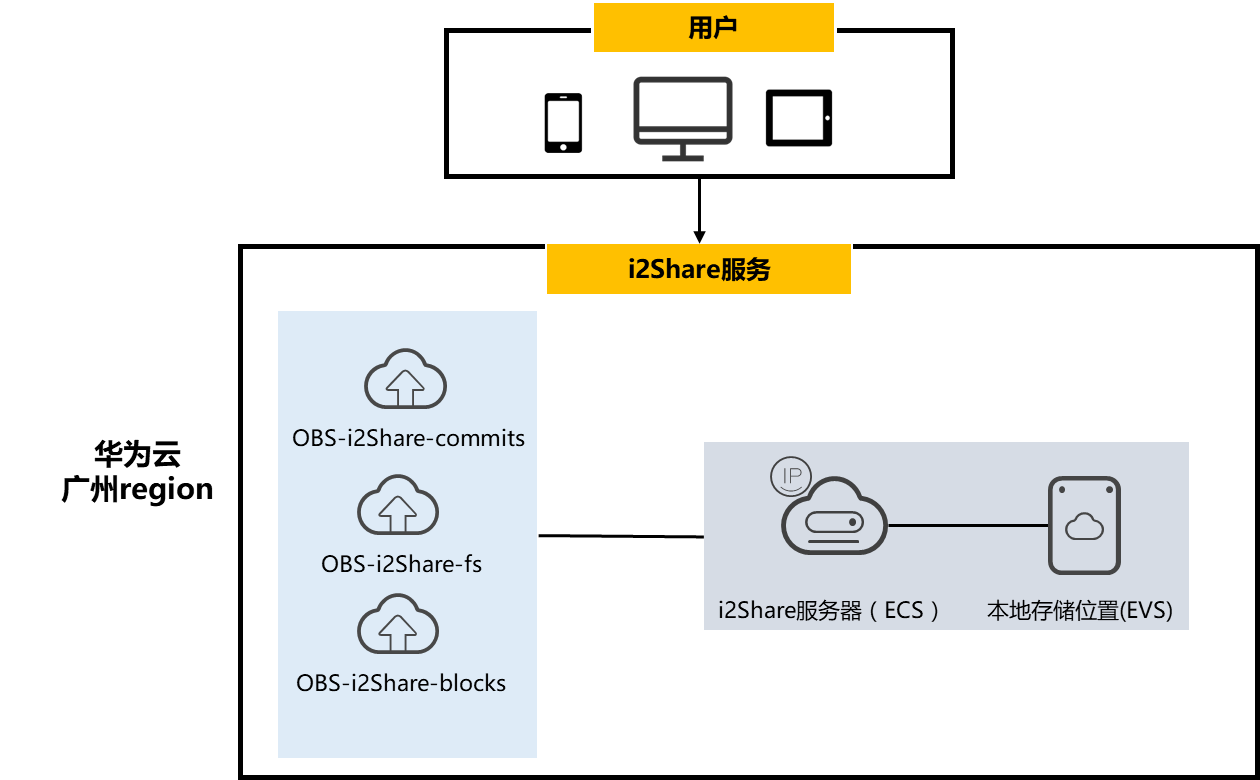 用户
i2Share服务
OBS-i2Share-commits
华为云
广州region
IP
OBS-i2Share-fs
i2Share服务器（ECS）
本地存储位置(EVS)
OBS-i2Share-blocks